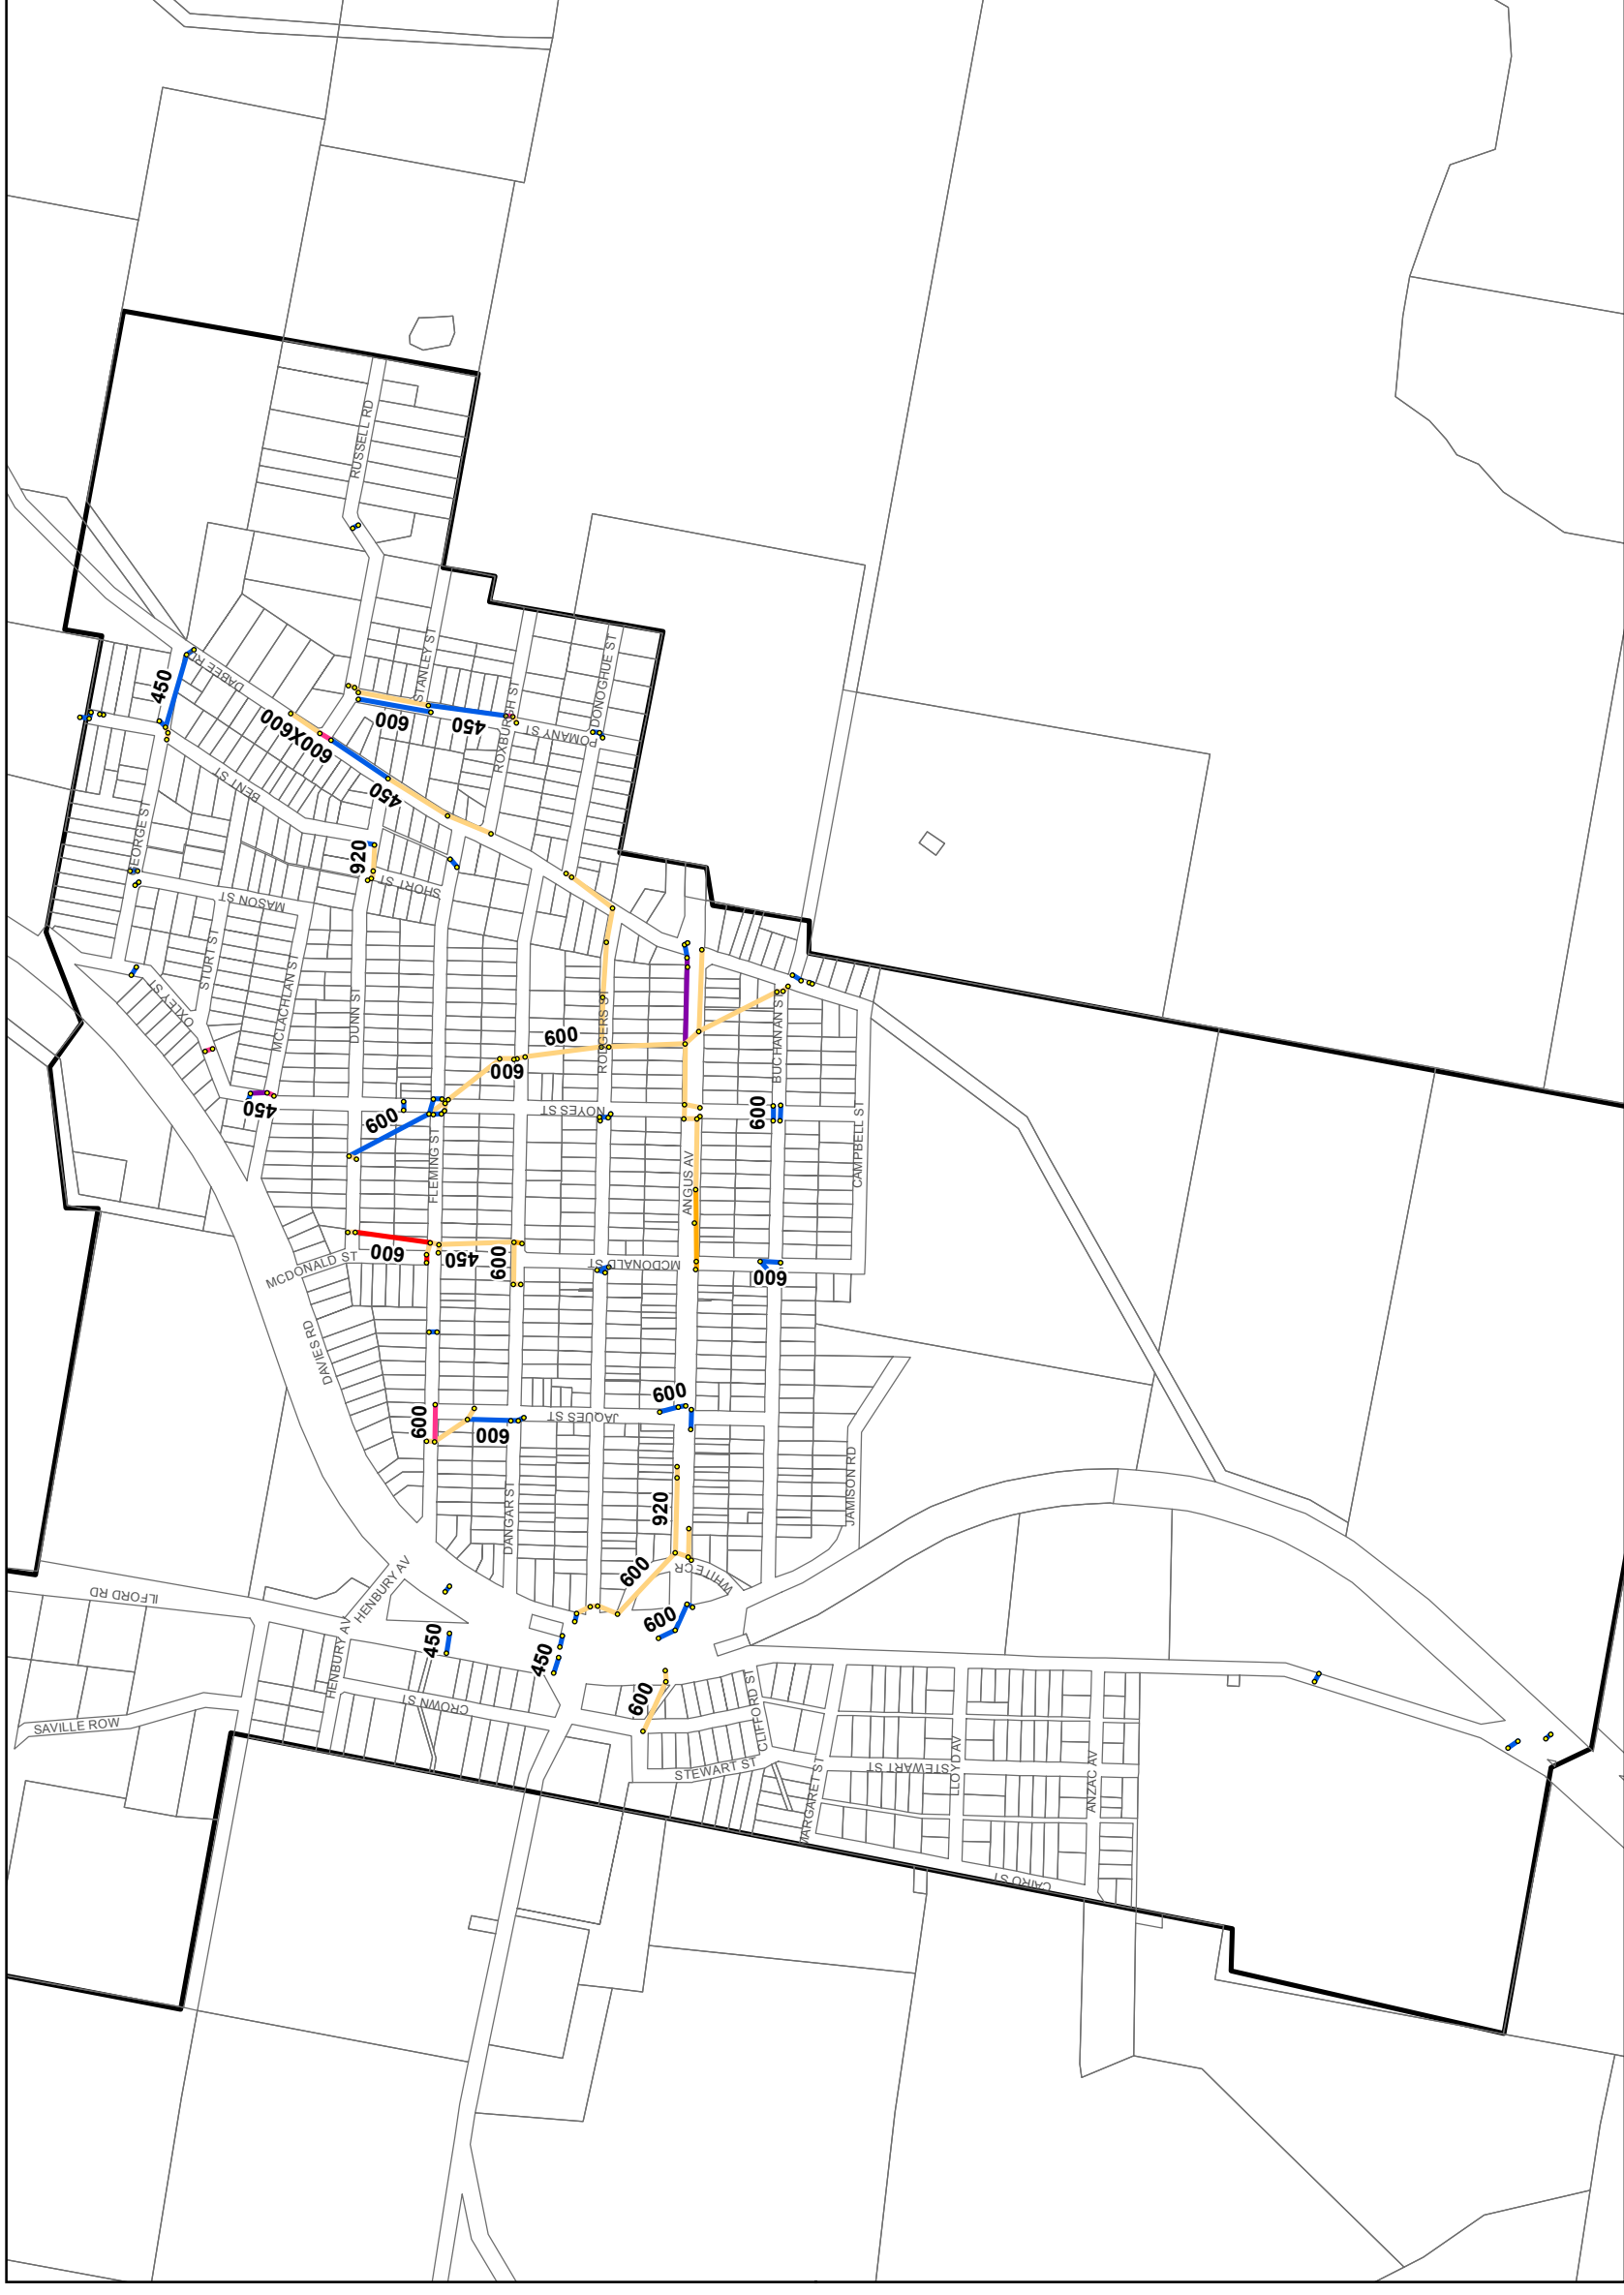 RUSSELL RD
STANLEY ST
DONOGHUE ST
DABEE RD
450
600
450
600X600
ROXBURGH ST
POMANY ST
BENT ST
450
EORGE ST
920
SHORT ST
MASON ST
STURT ST
OXLEY ST
MCLACHLAN ST
DUNN ST
RODGERS ST
BUCHANAN ST
600
600
450
600
NOYES ST
600
FLEMING ST
ANGUS AV
CAMPBELL ST
600
450
600
MCDONALD ST
MCDONALD ST
600
DAVIES RD
600
600
600
JAQUES ST
JAMISON RD
DANGAR ST
920
600
WHITE CR
ILFORD RD
HENBURY AV
HENBURY AV
450
450
600
600
CROWN ST
SAVILLE ROW
CLIFFORD ST
STEWART ST
STEWART ST
LLOYD AV
ANZAC AV
MARGARET ST
CAIRO ST